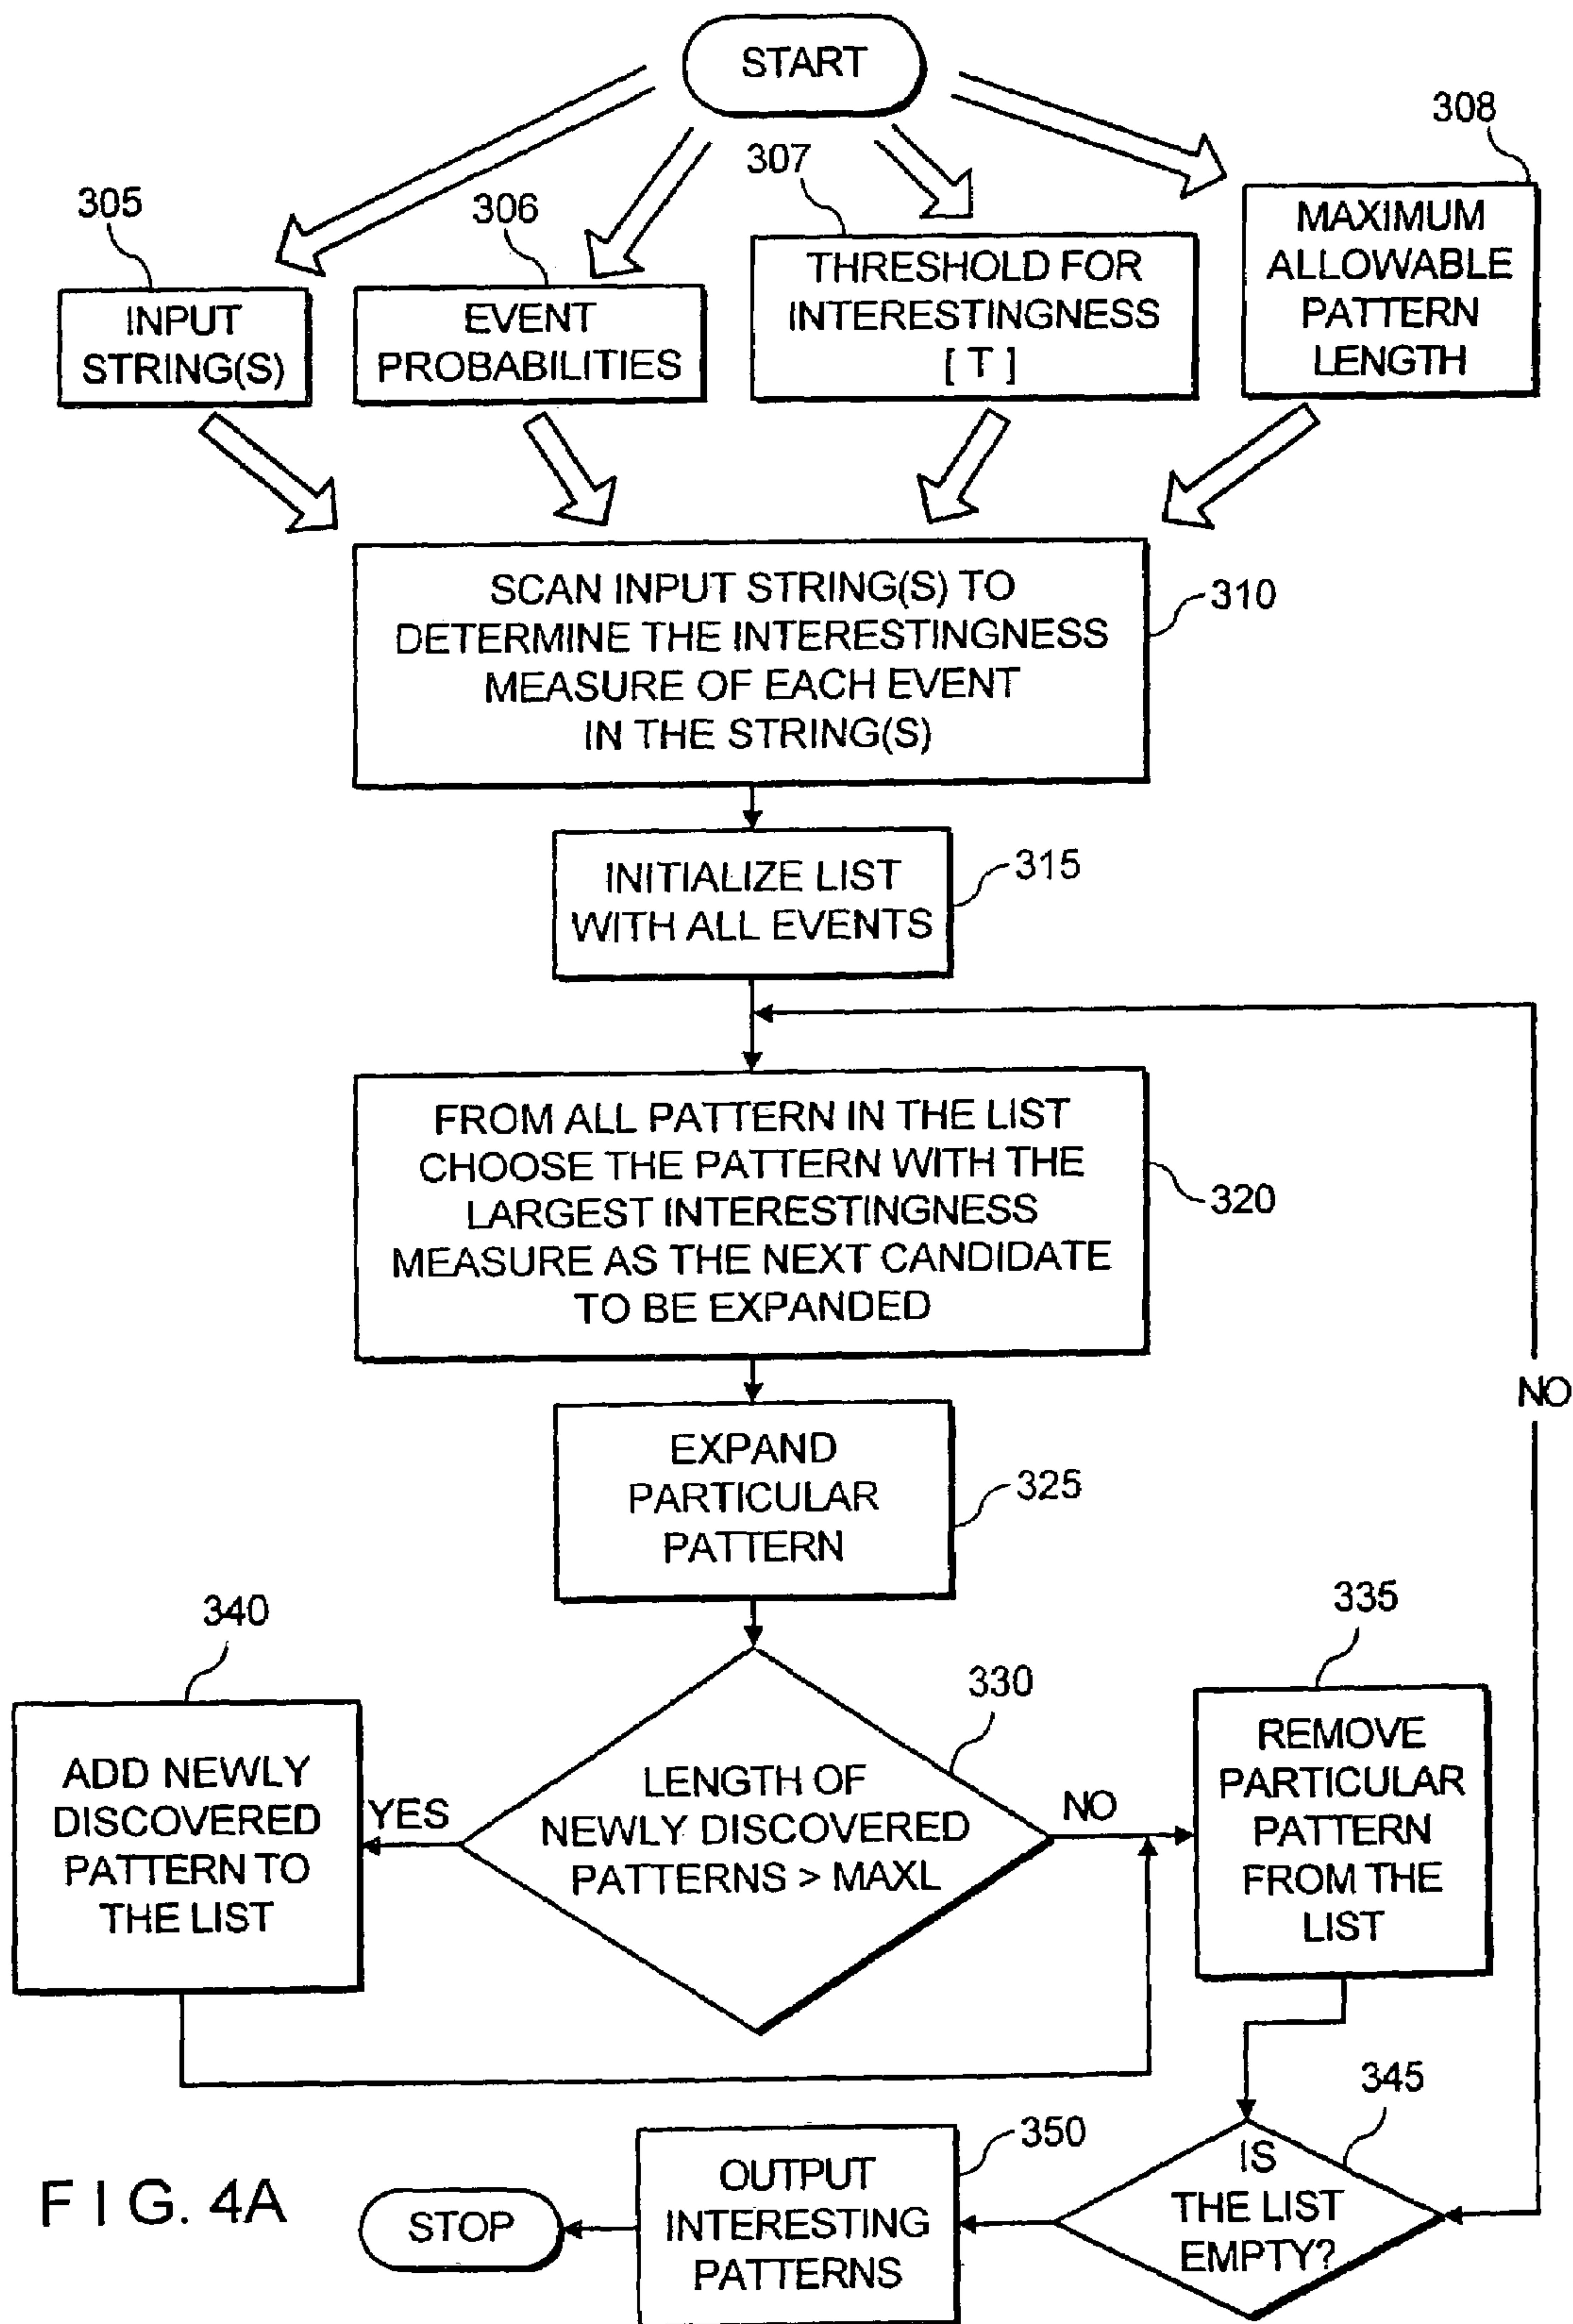 START
308
307
305
306
MAXIMUM
ALLOWABLE
PATTERN
LENGTH
THRESHOLD FOR
INTERESTINGNESS
[ T ]
INPUT
STRING(S)
EVENT
PROBABILITIES
SCAN INPUT STRING(S) TO
DETERMINE THE INTERESTINGNESS
MEASURE OF EACH EVENT
IN THE STRING(S)
310
INITIALIZE LIST
WITH ALL EVENTS
315
FROM ALL PATTERN IN THE LIST
CHOOSE THE PATTERN WITH THE
LARGEST INTERESTINGNESS
MEASURE AS THE NEXT CANDIDATE
TO BE EXPANDED
320
NO
EXPAND
PARTICULAR
PATTERN
325
340
335
330
ADD NEWLY
DISCOVERED
PATTERN TO
THE LIST
YES
LENGTH OF
NEWLY DISCOVERED
PATTERNS > MAXL
NO
REMOVE
PARTICULAR
PATTERN
FROM THE
LIST
345
350
IS
THE LIST
EMPTY?
OUTPUT
INTERESTING
PATTERNS
STOP
FIG. 4A